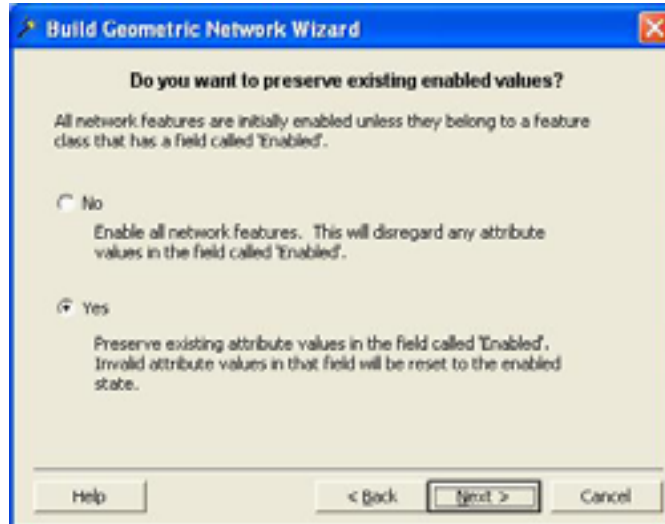 Build Geometric Network Wizard
Do you want to preserve existing enabled values?
All network features are initially enabled unless they belong to a feature
class that has a field called 'Enabled'.
No
Enable all network features. This will disregard any attribute
values in the field called 'Enabled'.
Yes
Preserve existing attribute values in the field called 'Enabled'.
Invalid attribute values in that field will be reset to the enabled
state.
Help
< Back
Next >
Cancel